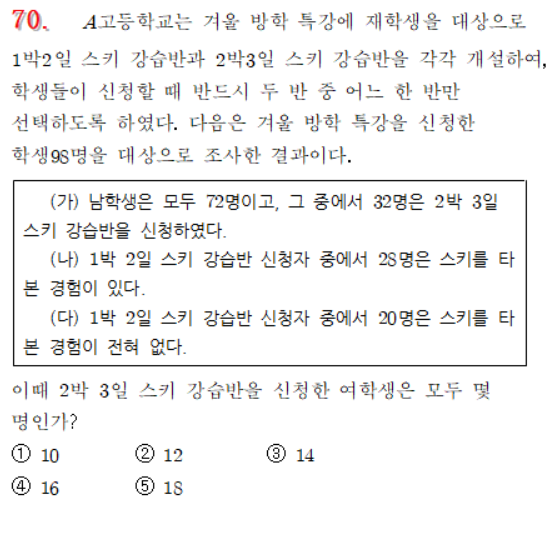 70. A고등학교는 겨울 방학 특강에 재학생을 대상으로
1박2일 스키 강습반과 2박3일 스키 강습반을 각각 개설하여,
학생들이 신청할 때 반드시 두 반 중 어느 한 반만
선택하도록 하였다. 다음은 겨울 방학 특강을 신청한
학생98명을 대상으로 조사한 결과이다.
(가) 남학생은 모두 72명이고, 그 중에서 32명은 2박 3일
스키 강습반을 신청하였다.
(나) 1박 2일 스키 강습반 신청자 중에서 28명은 스키를 타
본 경험이 있다.
(다) 1박 2일 스키 강습반 신청자 중에서 20명은 스키를 타
본 경험이 전혀 없다.
이때 2박 3일 스키 강습반을 신청한 여학생은 모두 몇
명인가?
① 10 ② 12 ③ 14
④ 16 ⑤ 18